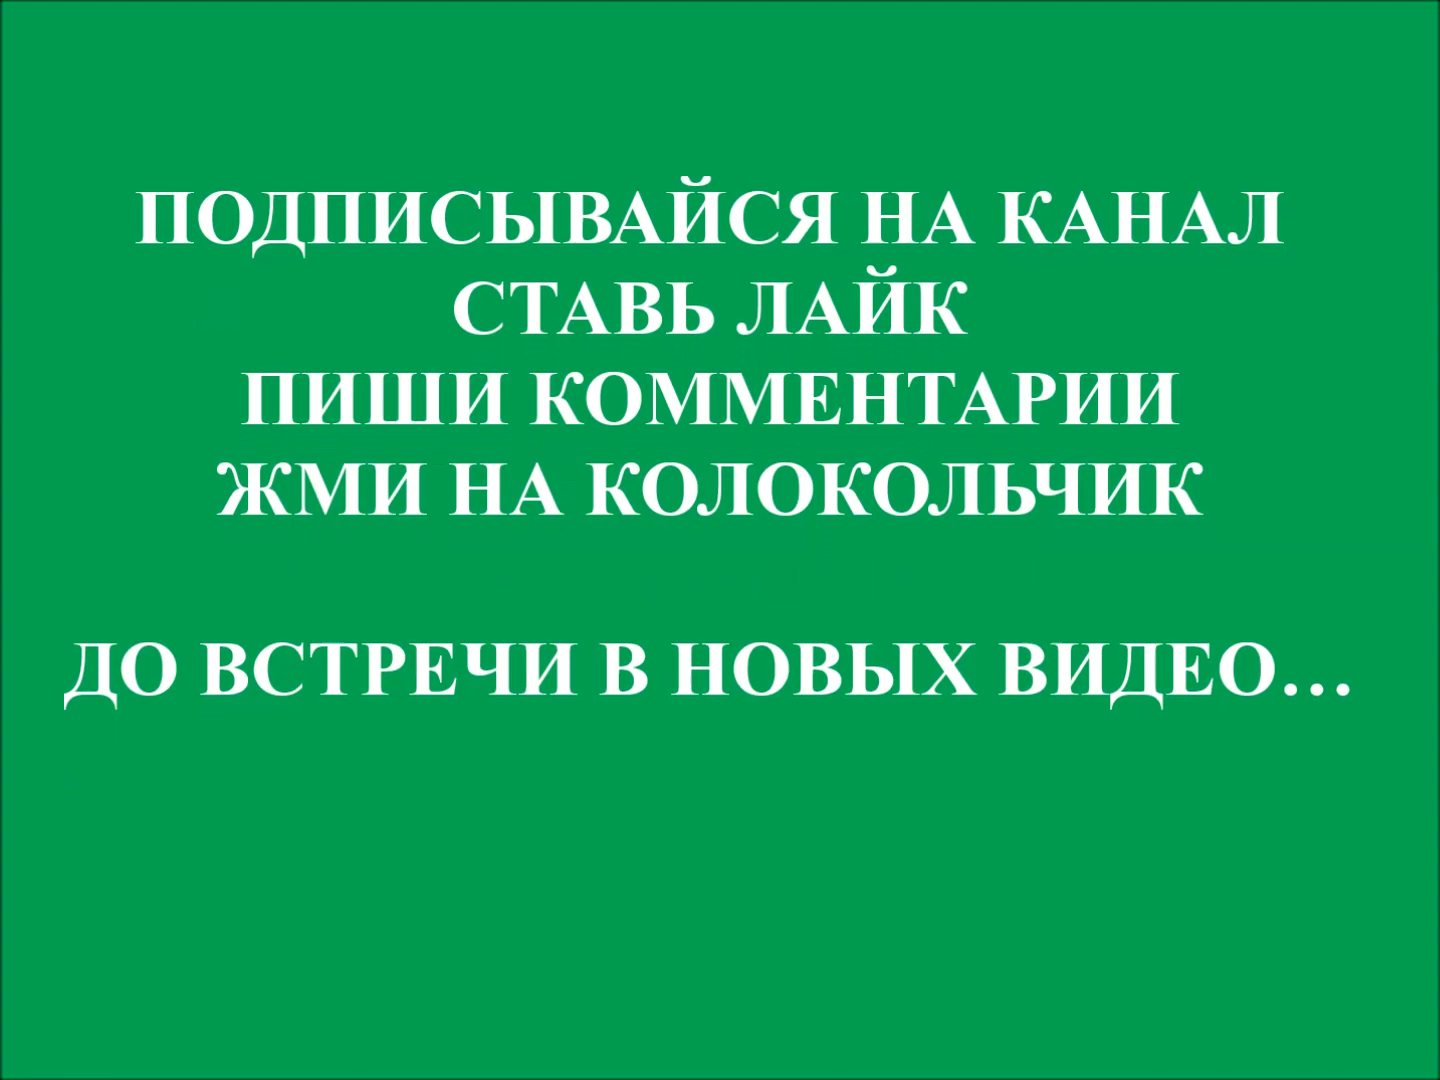 ПОДПИСЫВАЙСЯ НА КАНАЛ
СТАВЬ ЛАЙК
ПИШИ КОММЕНТАРИИ
ЖМИ НА КОЛОКОЛЬЧИК
ДО ВСТРЕЧИ В НОВЫХ ВИДЕО…